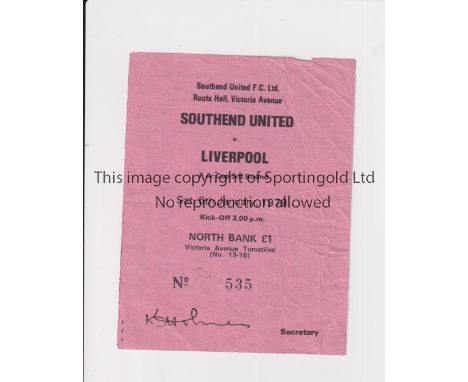 Southend United F.C. Ltd.
Roots Hall, Victoria Avenue
SOUTHEND UNITED
v.
LIVERPOOL
This image copyright of Sportingold Ltd
No reproduction allowed
Kick-Off 3.00 p.m.
NORTH BANK £1
Victoria Avenue Turnstiles
(No. 13-16)
Nº 535
Secretary